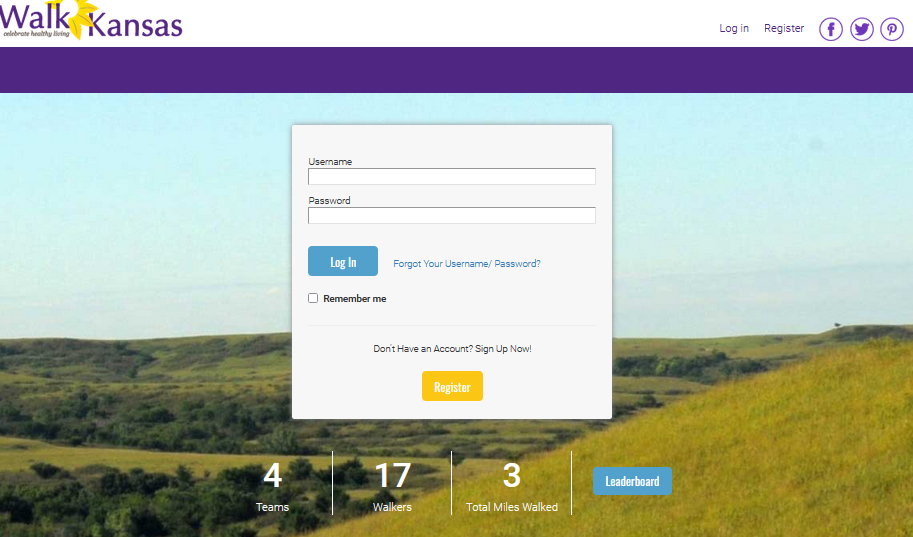 Walk Kansas
celebrate healthy living
Log in Register
Username
Password
Log In Forgot Your Username/ Password?
Remember me
Don't Have an Account? Sign Up Now!
Register
4 17 3
Teams Walkers Total Miles Walked
Leaderboard